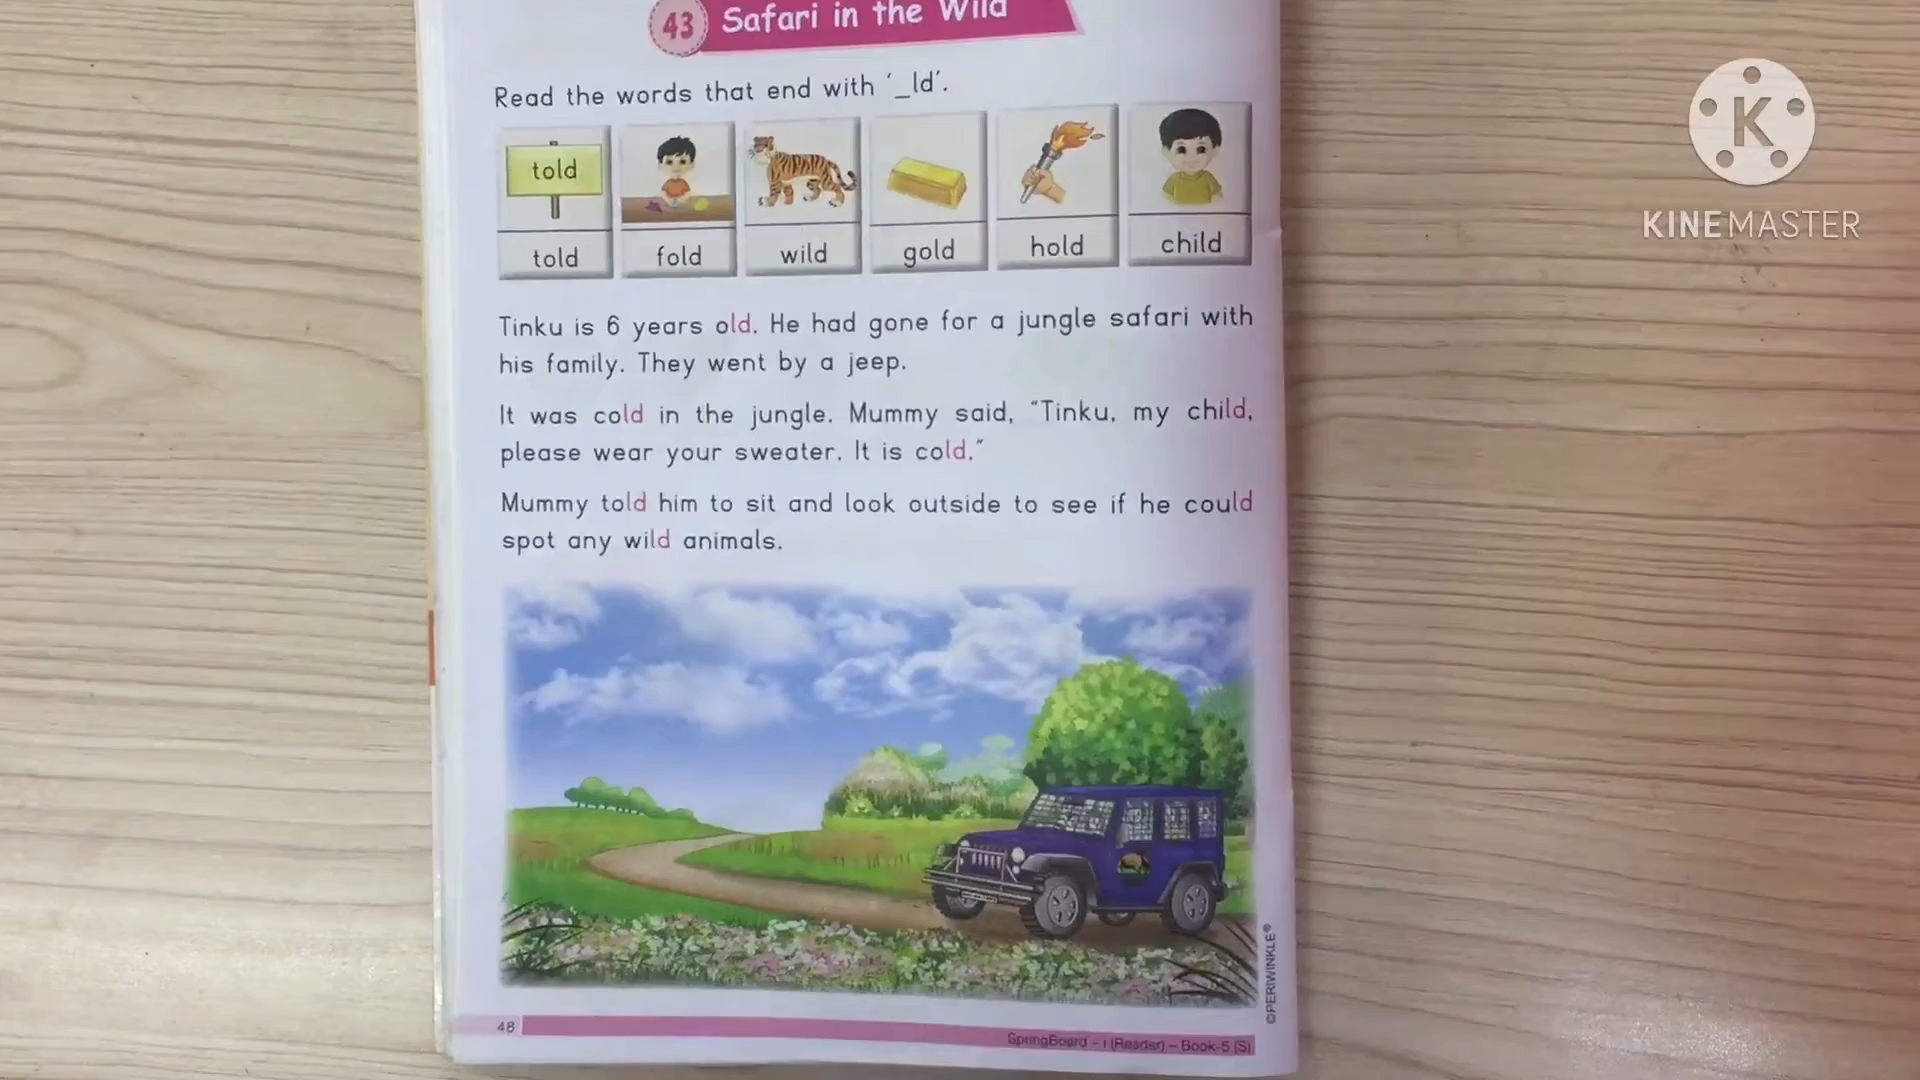 43 Safari in the Wild
Read the words that end with ‘_ld’.
told
told fold wild gold hold child
Tinku is 6 years old. He had gone for a jungle safari with
his family. They went by a jeep.
It was cold in the jungle. Mummy said, “Tinku, my child,
please wear your sweater. It is cold.”
Mummy told him to sit and look outside to see if he could
spot any wild animals.
©PERIWINKLE®
48
SpringBoard – I (Reader) – Book-5 (S)
K
KINEMASTER